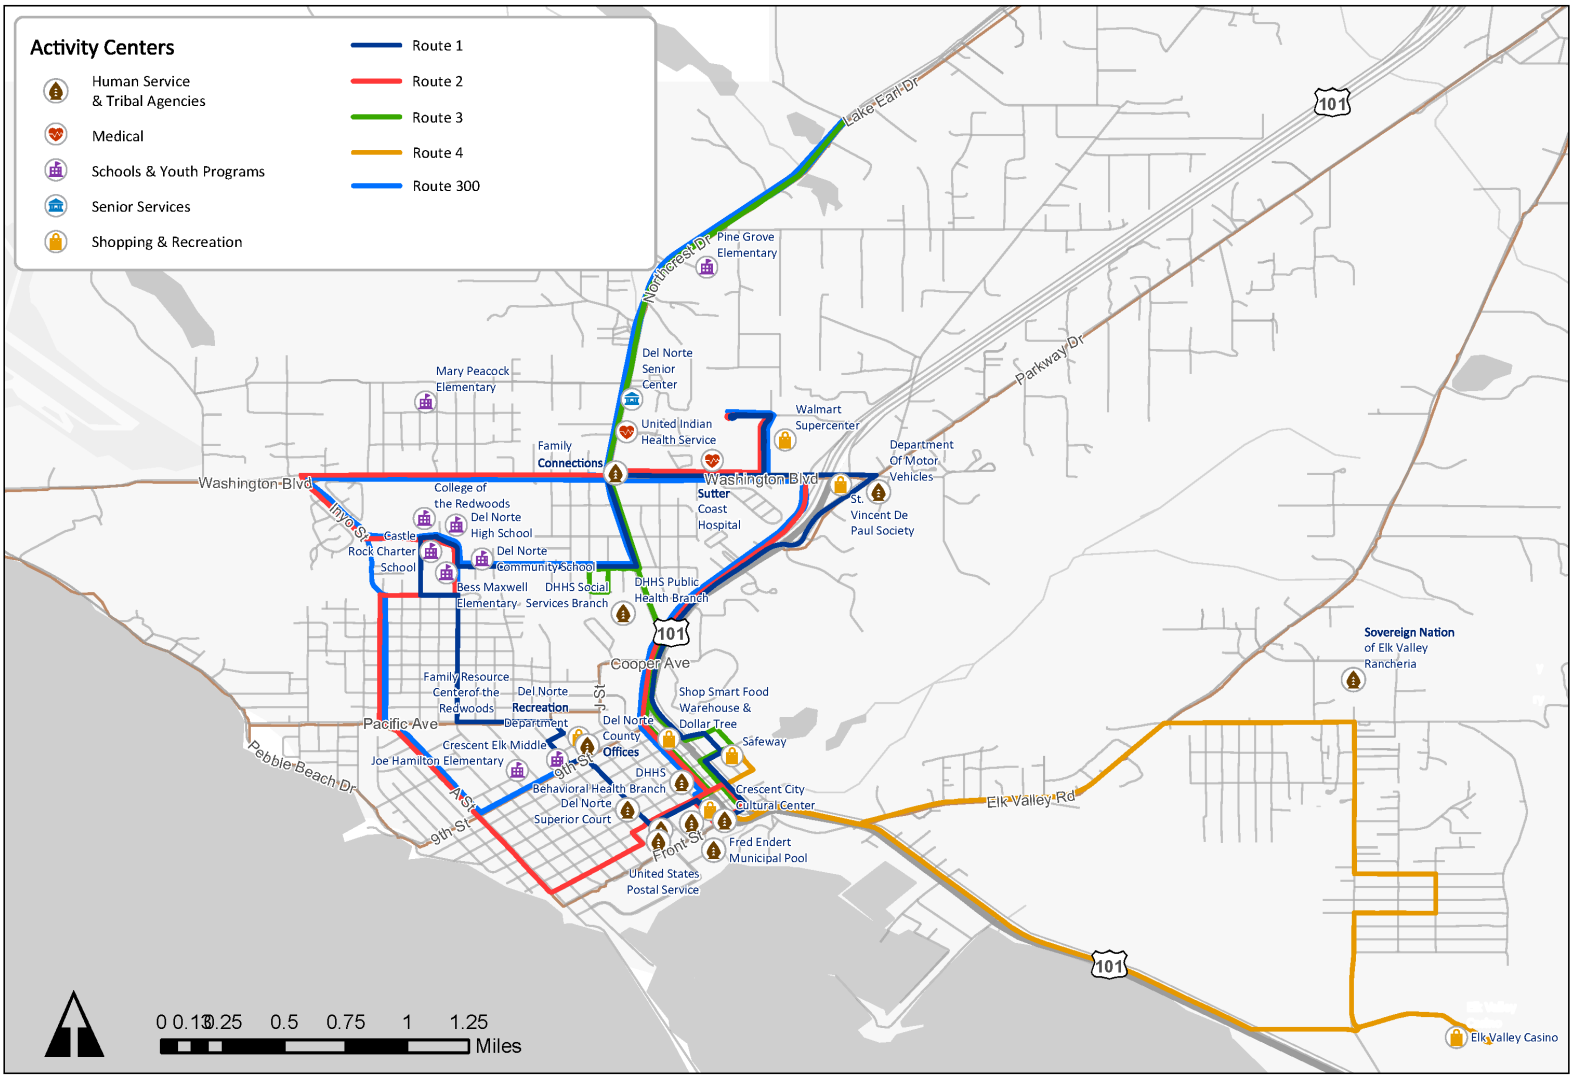 Activity Centers
Human Service
& Tribal Agencies
Medical
Schools & Youth Programs
Senior Services
Shopping & Recreation
Route 1
Route 2
Route 3
Route 4
Route 300
Lake Earl Dr
101
Northcrest Dr
Pine Grove
Elementary
Parkway Dr
Mary Peacock
Elementary
Del Norte
Senior
Center
United Indian
Health Service
Walmart
Supercenter
Family
Connections
Department
Of Motor
Vehicles
Washington Blvd
Washington Blvd
Sutter
Coast
Hospital
St.
Vincent De
Paul Society
College of
the Redwoods
Inyo St
Del Norte
High School
Castle
Rock Charter
School
Del Norte
Community School
Bess Maxwell
Elementary
DHHS Social
Services Branch
DHHS Public
Health Branch
101
Cooper Ave
Sovereign Nation
of Elk Valley
Rancheria
Family Resource
Center of the
Redwoods
Del Norte
Recreation
Department
J St
Shop Smart Food
Warehouse &
Dollar Tree
Pacific Ave
Del Norte
County
Offices
Safeway
Crescent Elk Middle
Joe Hamilton Elementary
Pebble Beach Dr
9th St
DHHS
Behavioral Health Branch
A St
9th St
Del Norte
Superior Court
Crescent City
Cultural Center
Elk Valley Rd
Front St
Fred Endert
Municipal Pool
United States
Postal Service
101
Elk Valley
Elk Valley Casino
0 0.13 0.25 0.5 0.75 1 1.25
Miles